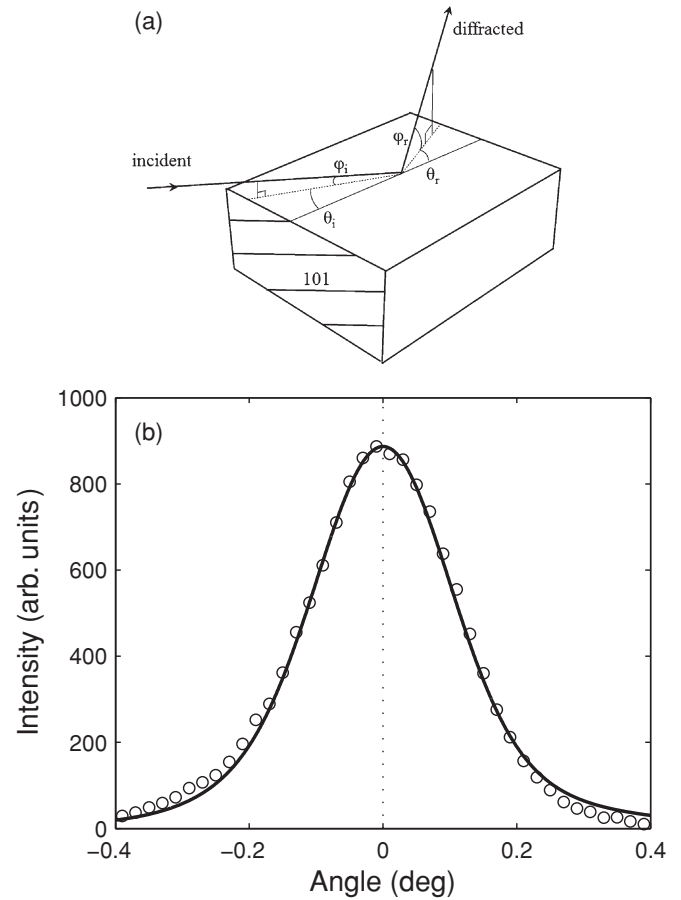 (a)
diffracted
incident
φi
φr
θi
θr
101
(b)
1000
800
600
400
200
0
−0.4
−0.2
0
0.2
0.4
Intensity (arb. units)
Angle (deg)